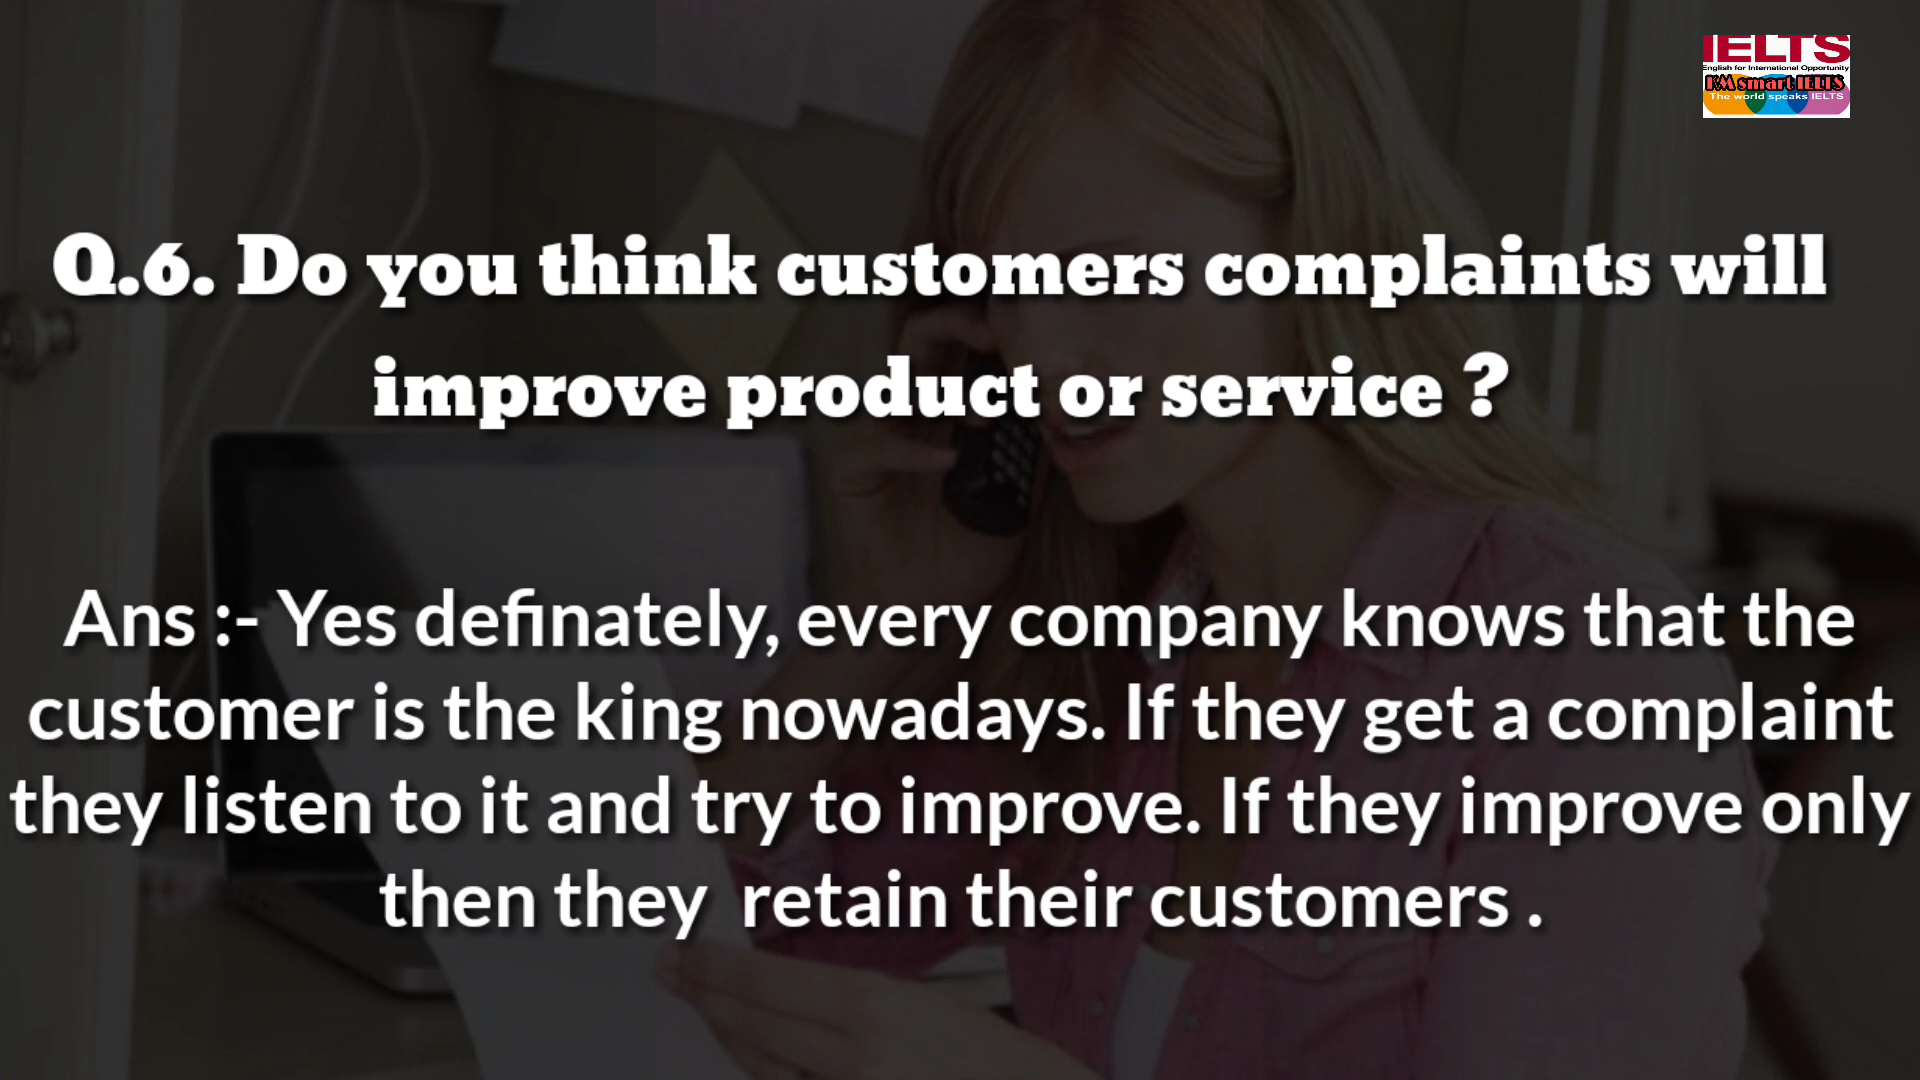 IELTS
English for International Opportunity
KM smart IELTS
The world speaks IELTS
Q.6. Do you think customers complaints will
improve product or service ?
Ans :- Yes definately, every company knows that the
customer is the king nowadays. If they get a complaint
they listen to it and try to improve. If they improve only
then they retain their customers .